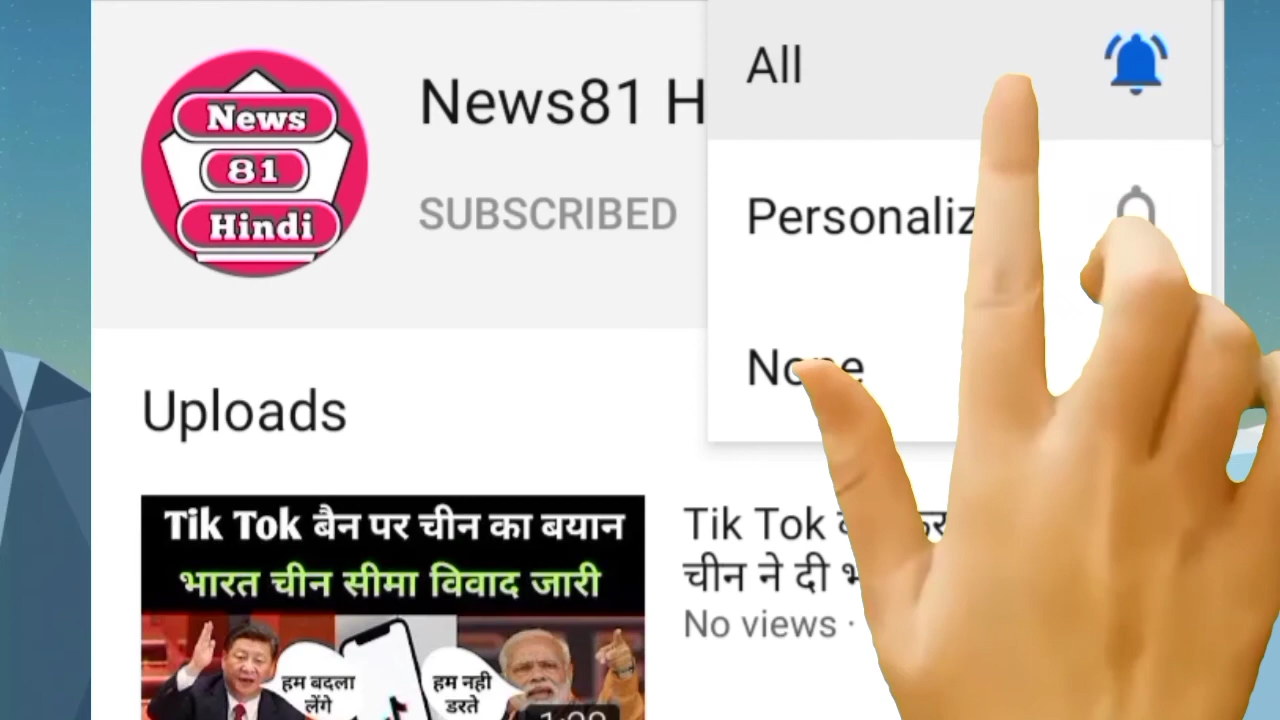 News
81
Hindi
News81 H
SUBSCRIBED
All
Personaliz
None
Uploads
Tik Tok बैन पर चीन का बयान
भारत चीन सीमा विवाद जारी
हम बदला
लेंगे
हम नही
डरते
Tik Tok
चीन ने दी
No views ·